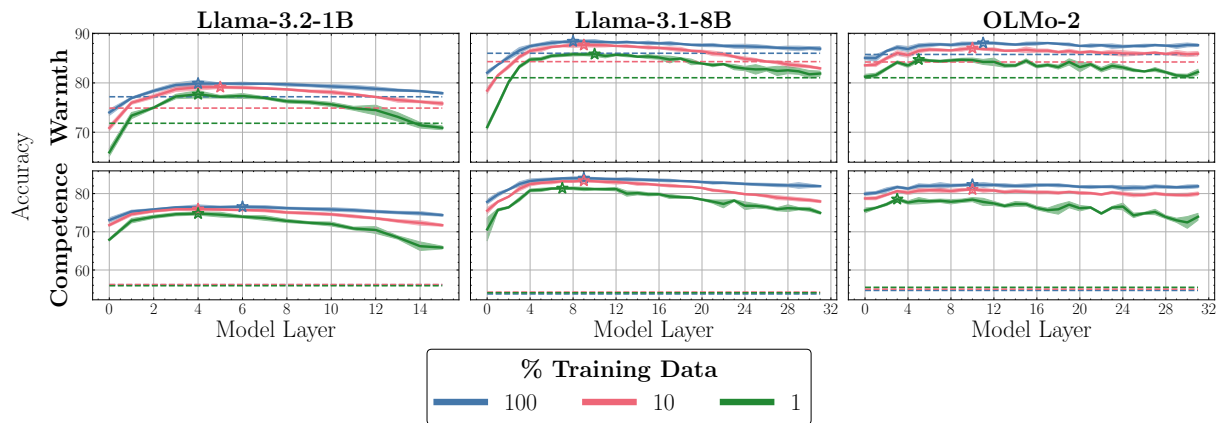 Llama-3.2-1B Llama-3.1-8B OLMo-2
Accuracy
Warmth
90
80
70
Competence
80
70
60
0 2 4 6 8 10 12 14
0 4 8 12 16 20 24 28 32
0 4 8 12 16 20 24 28 32
Model Layer Model Layer Model Layer
% Training Data
100 10 1